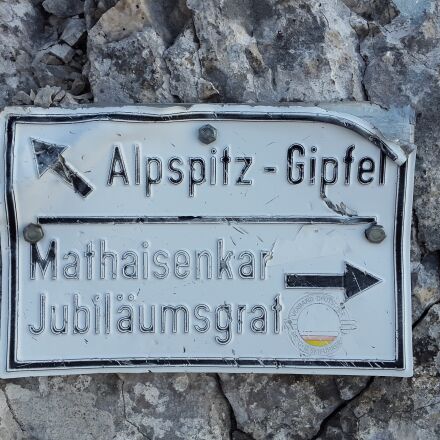 Alpspitz - Gipfel
Mathaisenkar
Jubiläumsgrat